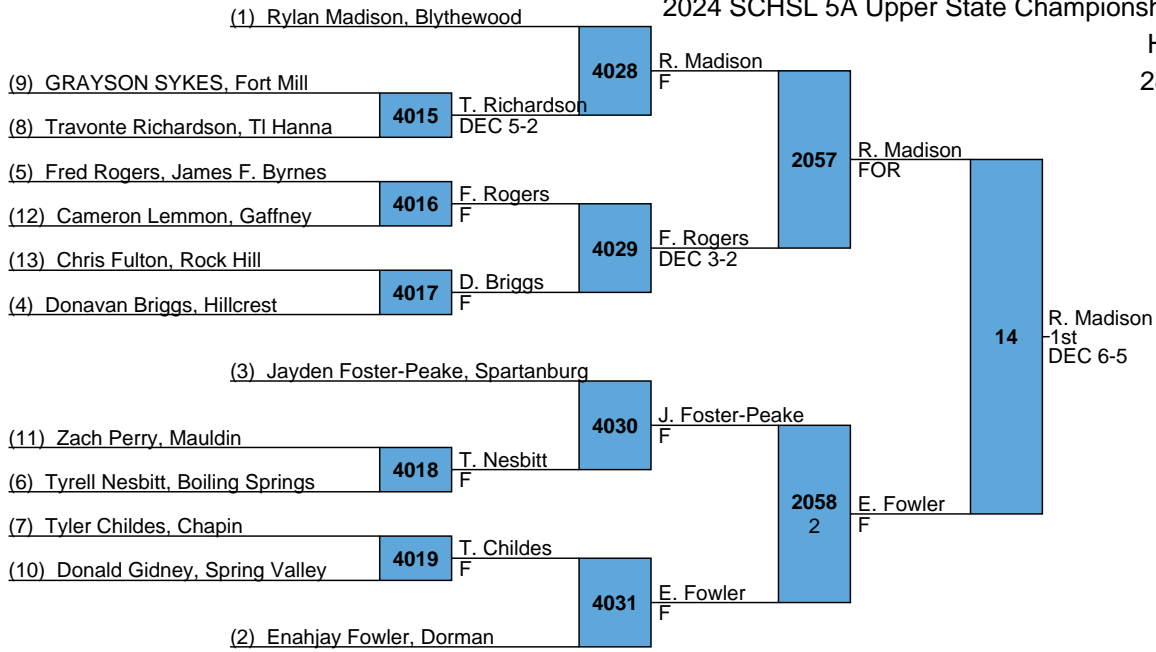 2024 SCHSL 5A Upper State Championsh
H
2
(1) Rylan Madison, Blythewood
4028
R. Madison
F
(9) GRAYSON SYKES, Fort Mill
4015
T. Richardson
DEC 5-2
(8) Travonte Richardson, Tl Hanna
2057
R. Madison
FOR
(5) Fred Rogers, James F. Byrnes
4016
F. Rogers
F
(12) Cameron Lemmon, Gaffney
4029
F. Rogers
DEC 3-2
(13) Chris Fulton, Rock Hill
4017
D. Briggs
F
(4) Donavan Briggs, Hillcrest
14
R. Madison
1st
DEC 6-5
(3) Jayden Foster-Peake, Spartanburg
4030
J. Foster-Peake
F
(11) Zach Perry, Mauldin
4018
T. Nesbitt
F
(6) Tyrell Nesbitt, Boiling Springs
2058
2
E. Fowler
F
(7) Tyler Childes, Chapin
4019
T. Childes
F
(10) Donald Gidney, Spring Valley
4031
E. Fowler
F
(2) Enahjay Fowler, Dorman